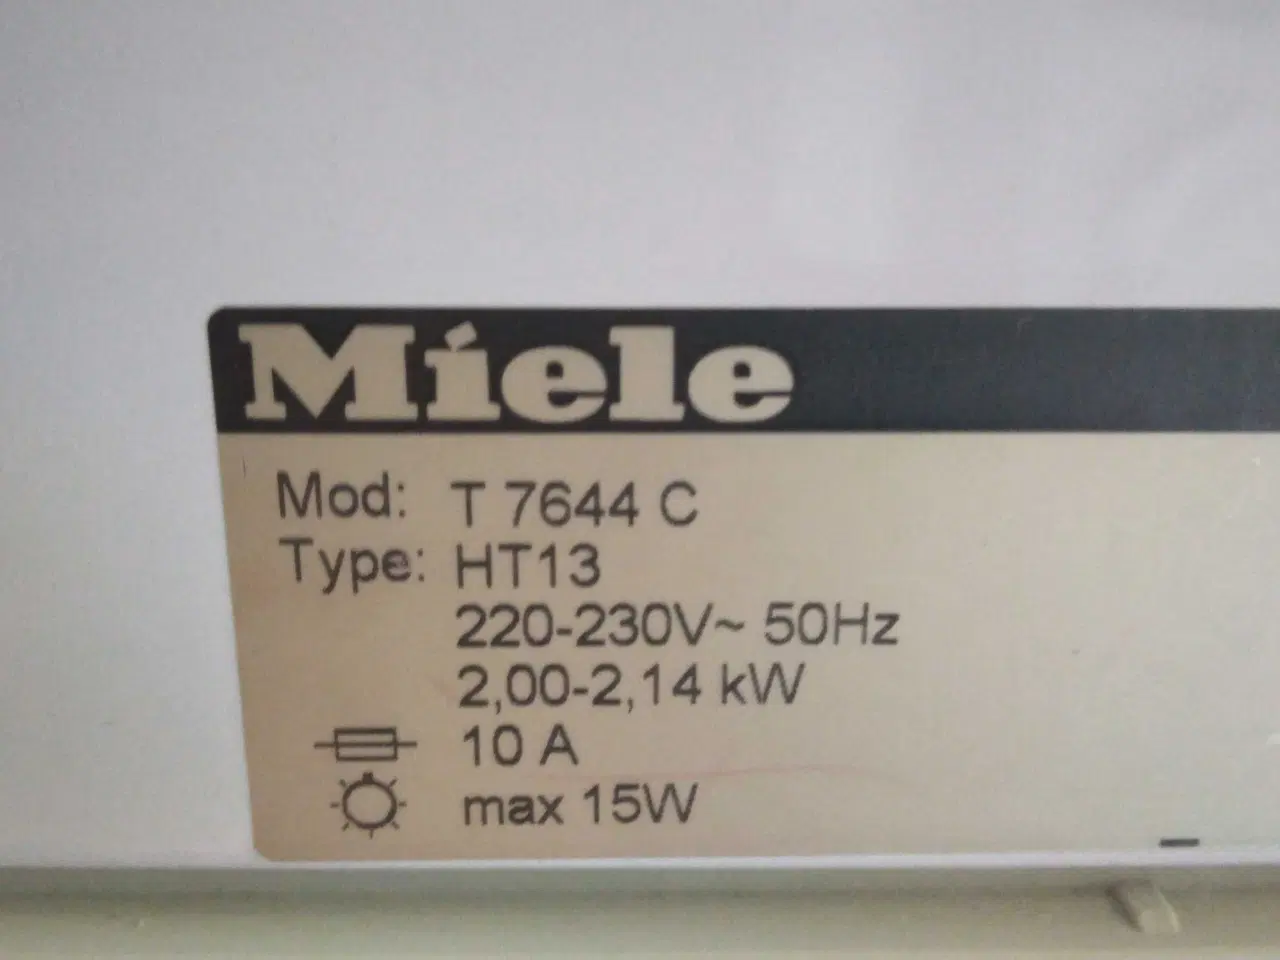 Miele
Mod: T 7644 C
Type: HT13
220-230V~ 50Hz
2,00-2,14 kW
10 A
max 15W